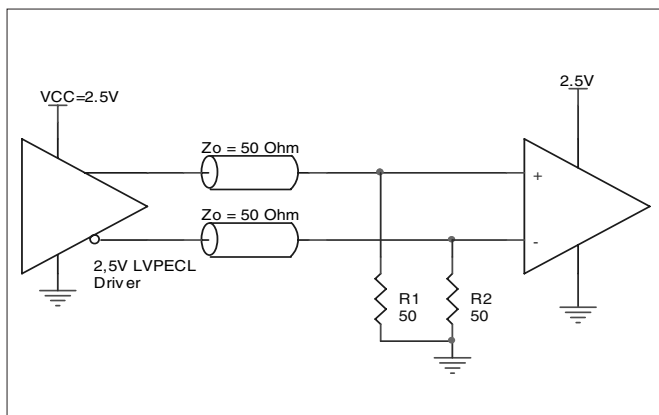 VCC=2.5V
2.5V
Zo = 50 Ohm
Zo = 50 Ohm
+
-
2,5V LVPECL
Driver
R1
50
R2
50